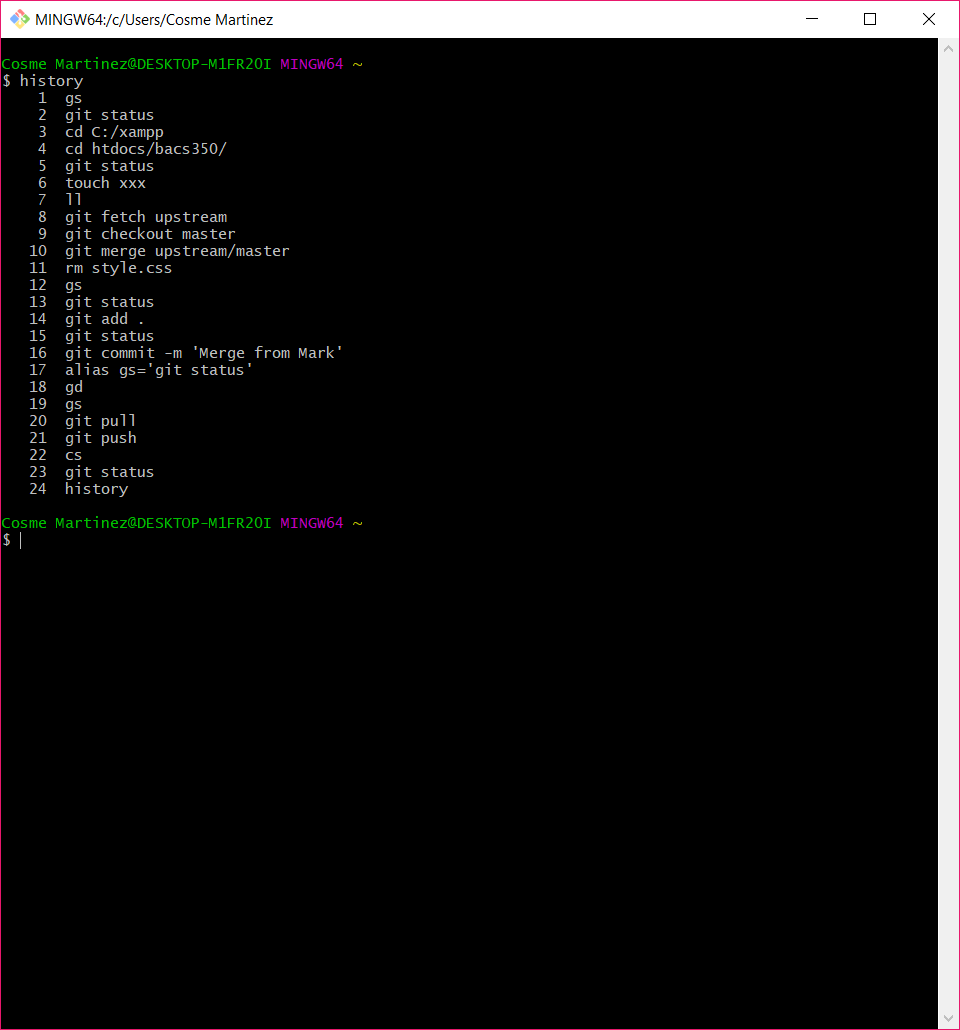 MINGW64:/c/Users/Cosme Martinez
Cosme Martinez@DESKTOP-M1FR2OI MINGW64 ~
$ history
1 gs
2 git status
3 cd C:/xampp
4 cd htdocs/bacs350/
5 git status
6 touch xxx
7 ll
8 git fetch upstream
9 git checkout master
10 git merge upstream/master
11 rm style.css
12 gs
13 git status
14 git add .
15 git status
16 git commit -m 'Merge from Mark'
17 alias gs='git status'
18 gd
19 gs
20 git pull
21 git push
22 cs
23 git status
24 history
Cosme Martinez@DESKTOP-M1FR2OI MINGW64 ~
$